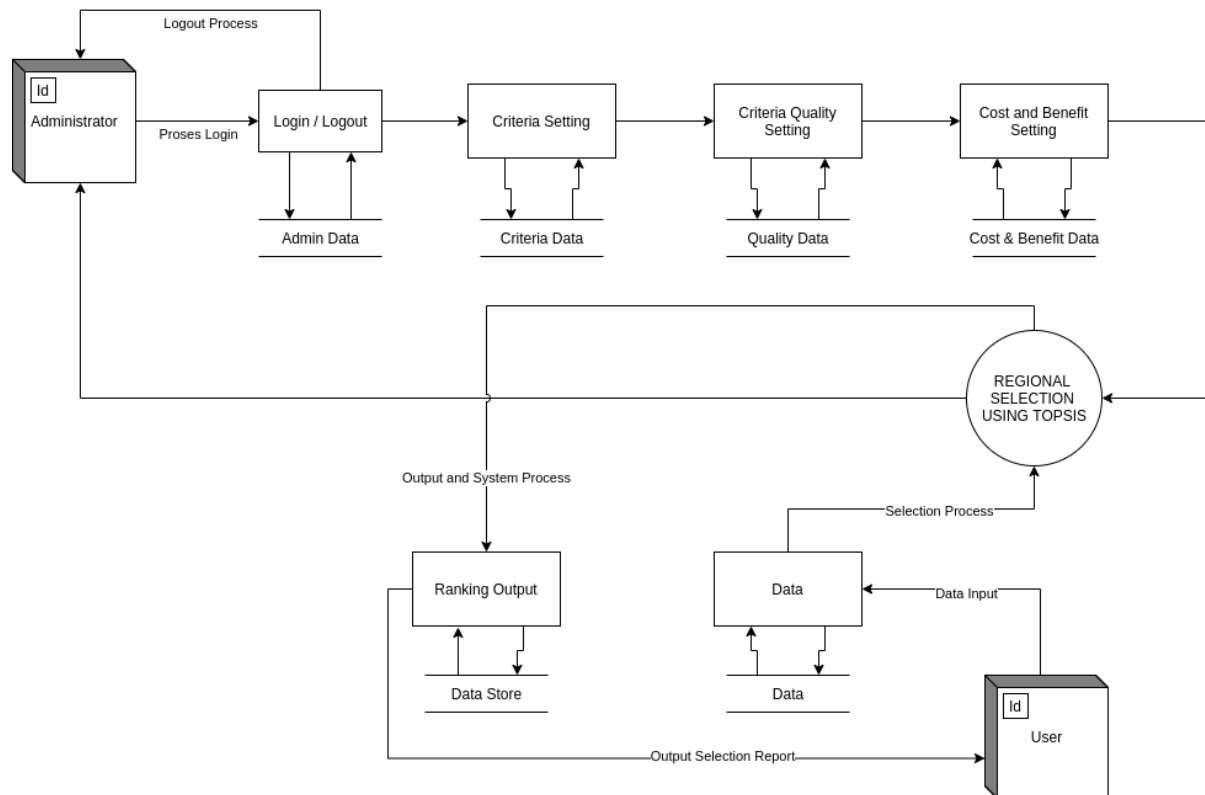 Logout Process
Id
Administrator
Proses Login
Login / Logout
Criteria Setting
Criteria Quality
Setting
Cost and Benefit
Setting
Admin Data
Criteria Data
Quality Data
Cost & Benefit Data
REGIONAL
SELECTION
USING TOPSIS
Output and System Process
Selection Process
Ranking Output
Data
Data Input
Data Store
Data
Id
User
Output Selection Report